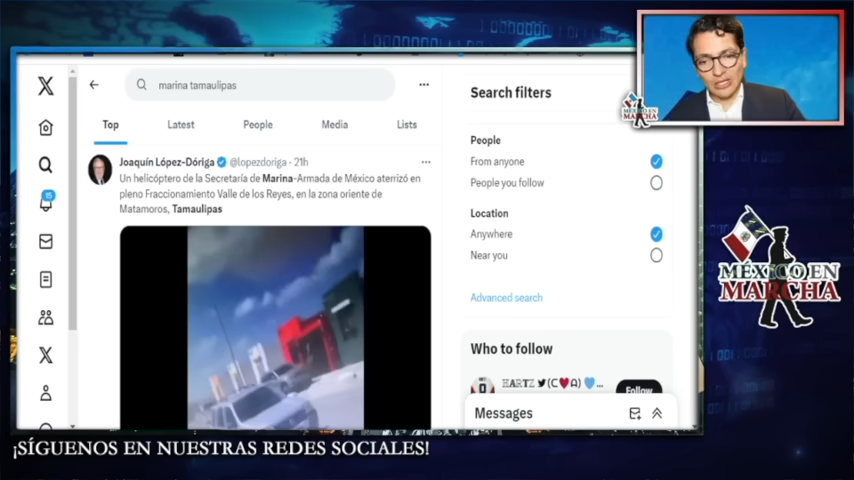 marina tamaulipas
Search filters
Top
Latest
People
Media
Lists
Joaquín López-Dóriga @lopezdoriga · 21h
Un helicóptero de la Secretaría de Marina-Armada de México aterrizó en
pleno Fraccionamiento Valle de los Reyes, en la zona oriente de
Matamoros, Tamaulipas
People
From anyone
People you follow
Location
Anywhere
Near you
Advanced search
Who to follow
Follow
Messages
15
MÉXICO EN
MARCHA
MÉXICO EN
MARCHA
¡SÍGUENOS EN NUESTRAS REDES SOCIALES!